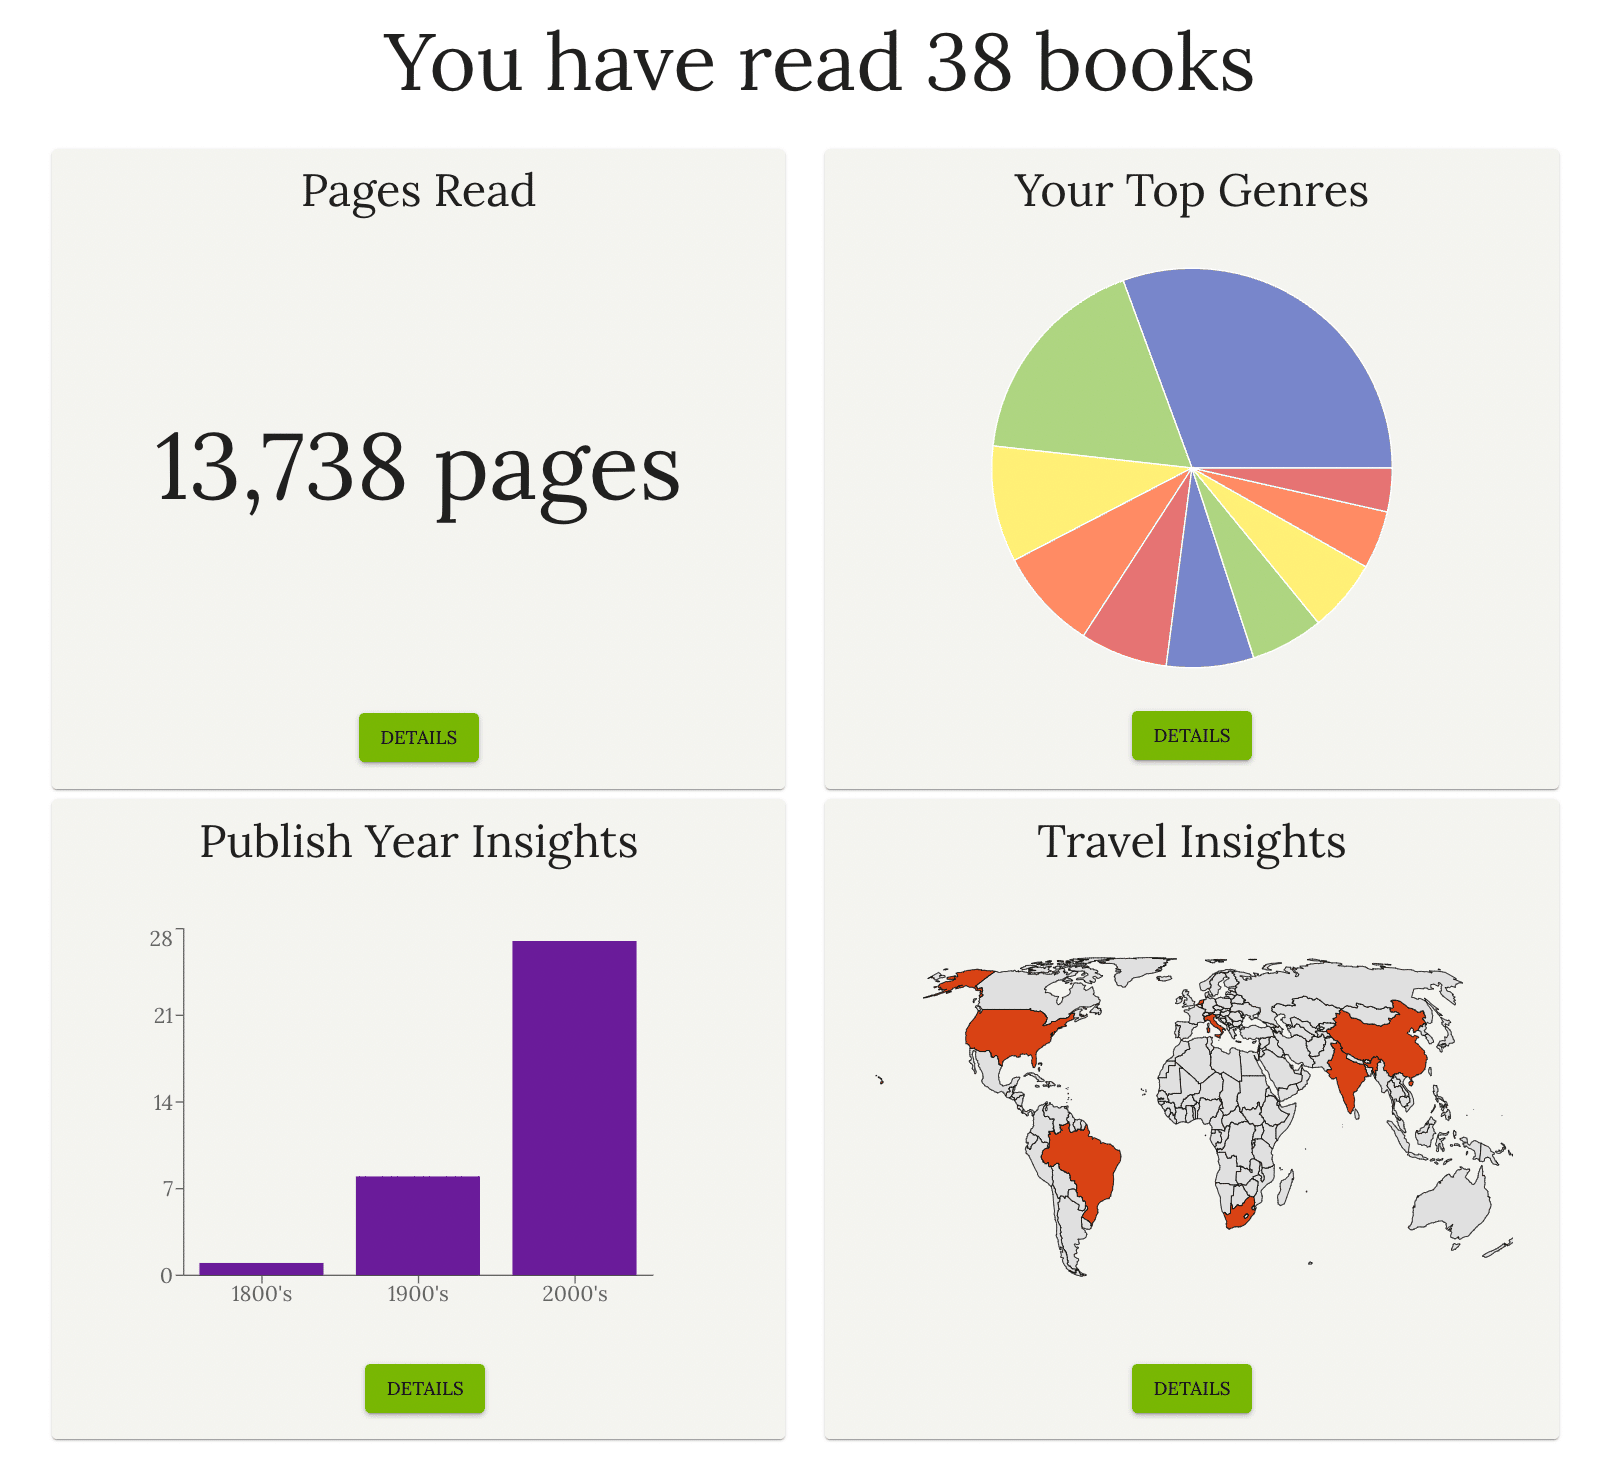 You have read 38 books
Pages Read
13,738 pages
DETAILS
Your Top Genres
DETAILS
Publish Year Insights
28
21
14
7
0
1800's 1900's 2000's
DETAILS
Travel Insights
DETAILS